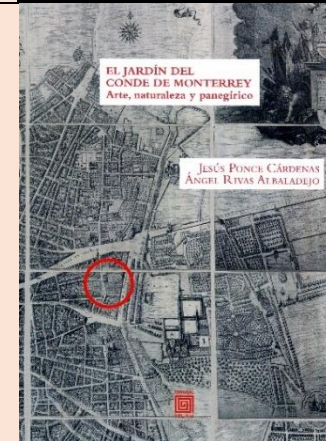 EL JARDÍN DEL
CONDE DE MONTERREY
Arte, naturaleza y panegírico
JESÚS PONCE CÁRDENAS
ÁNGEL RIVAS ALBALADEJO